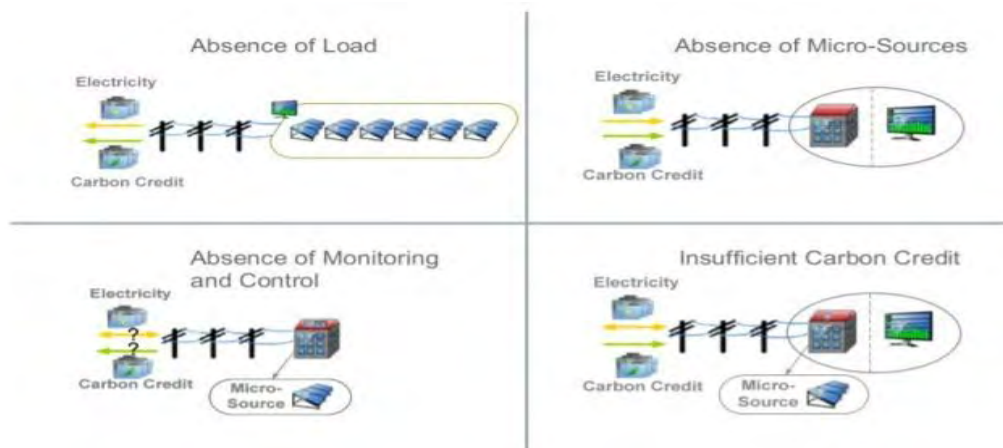 Absence of Load
Electricity
Carbon Credit
Absence of Micro-Sources
Electricity
Carbon Credit
Absence of Monitoring
and Control
Electricity
?
?
Carbon Credit
Micro-
Source
Insufficient Carbon Credit
Electricity
Carbon Credit
Micro-
Source